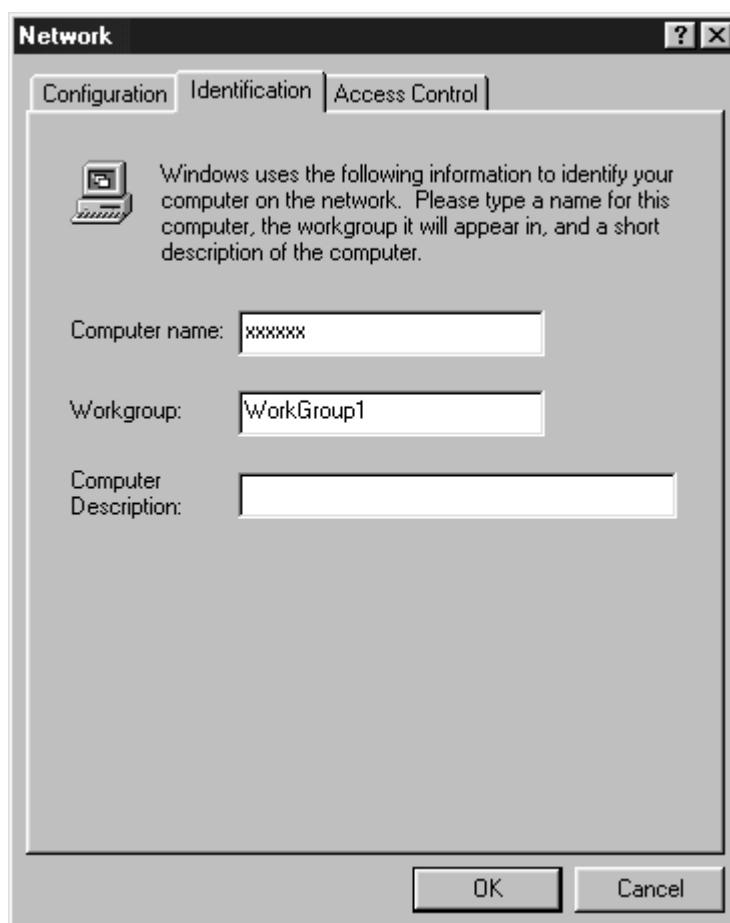 Network
? X
Configuration Identification Access Control
Windows uses the following information to identify your
computer on the network. Please type a name for this
computer, the workgroup it will appear in, and a short
description of the computer.
Computer name: xxxxxx
Workgroup: WorkGroup1
Computer
Description:
OK Cancel